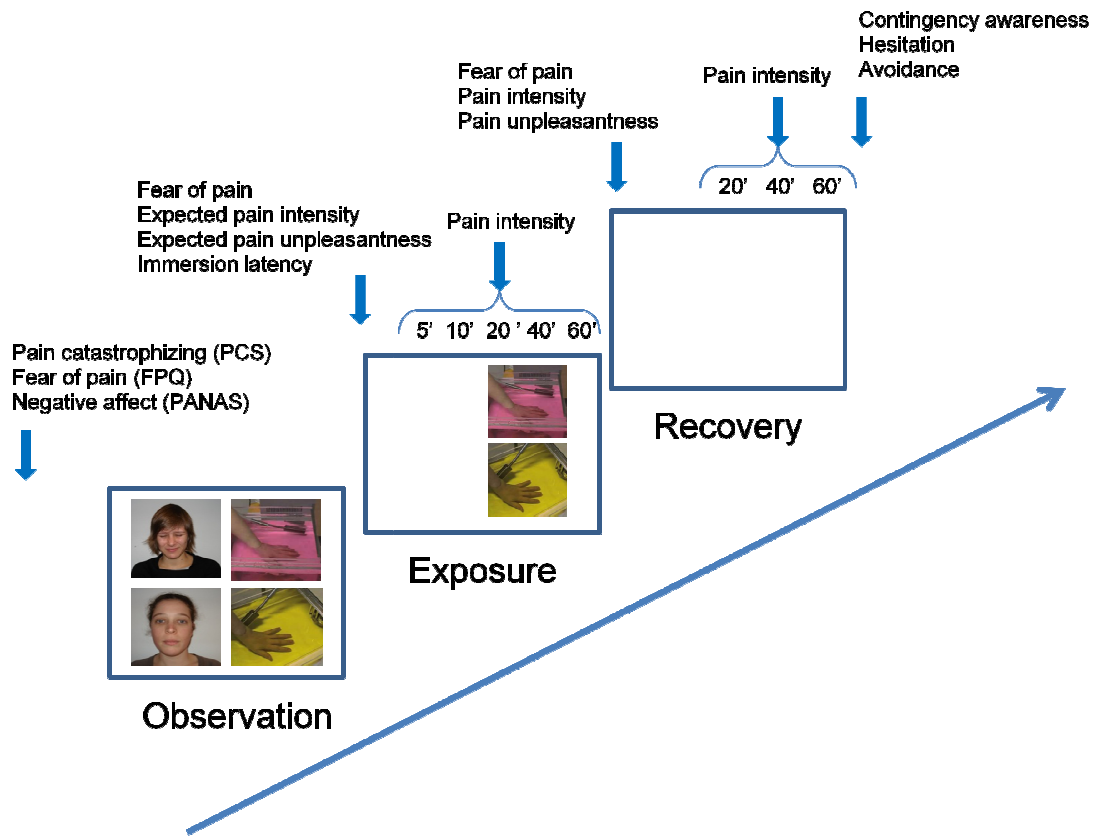 Contingency awareness
Hesitation
Avoidance
Fear of pain
Pain intensity
Pain unpleasantness
Pain intensity
20’ 40’ 60’
Fear of pain
Expected pain intensity
Expected pain unpleasantness
Immersion latency
Pain intensity
5’ 10’ 20 ’ 40’ 60’
Pain catastrophizing (PCS)
Fear of pain (FPQ)
Negative affect (PANAS)
Recovery
Exposure
Observation